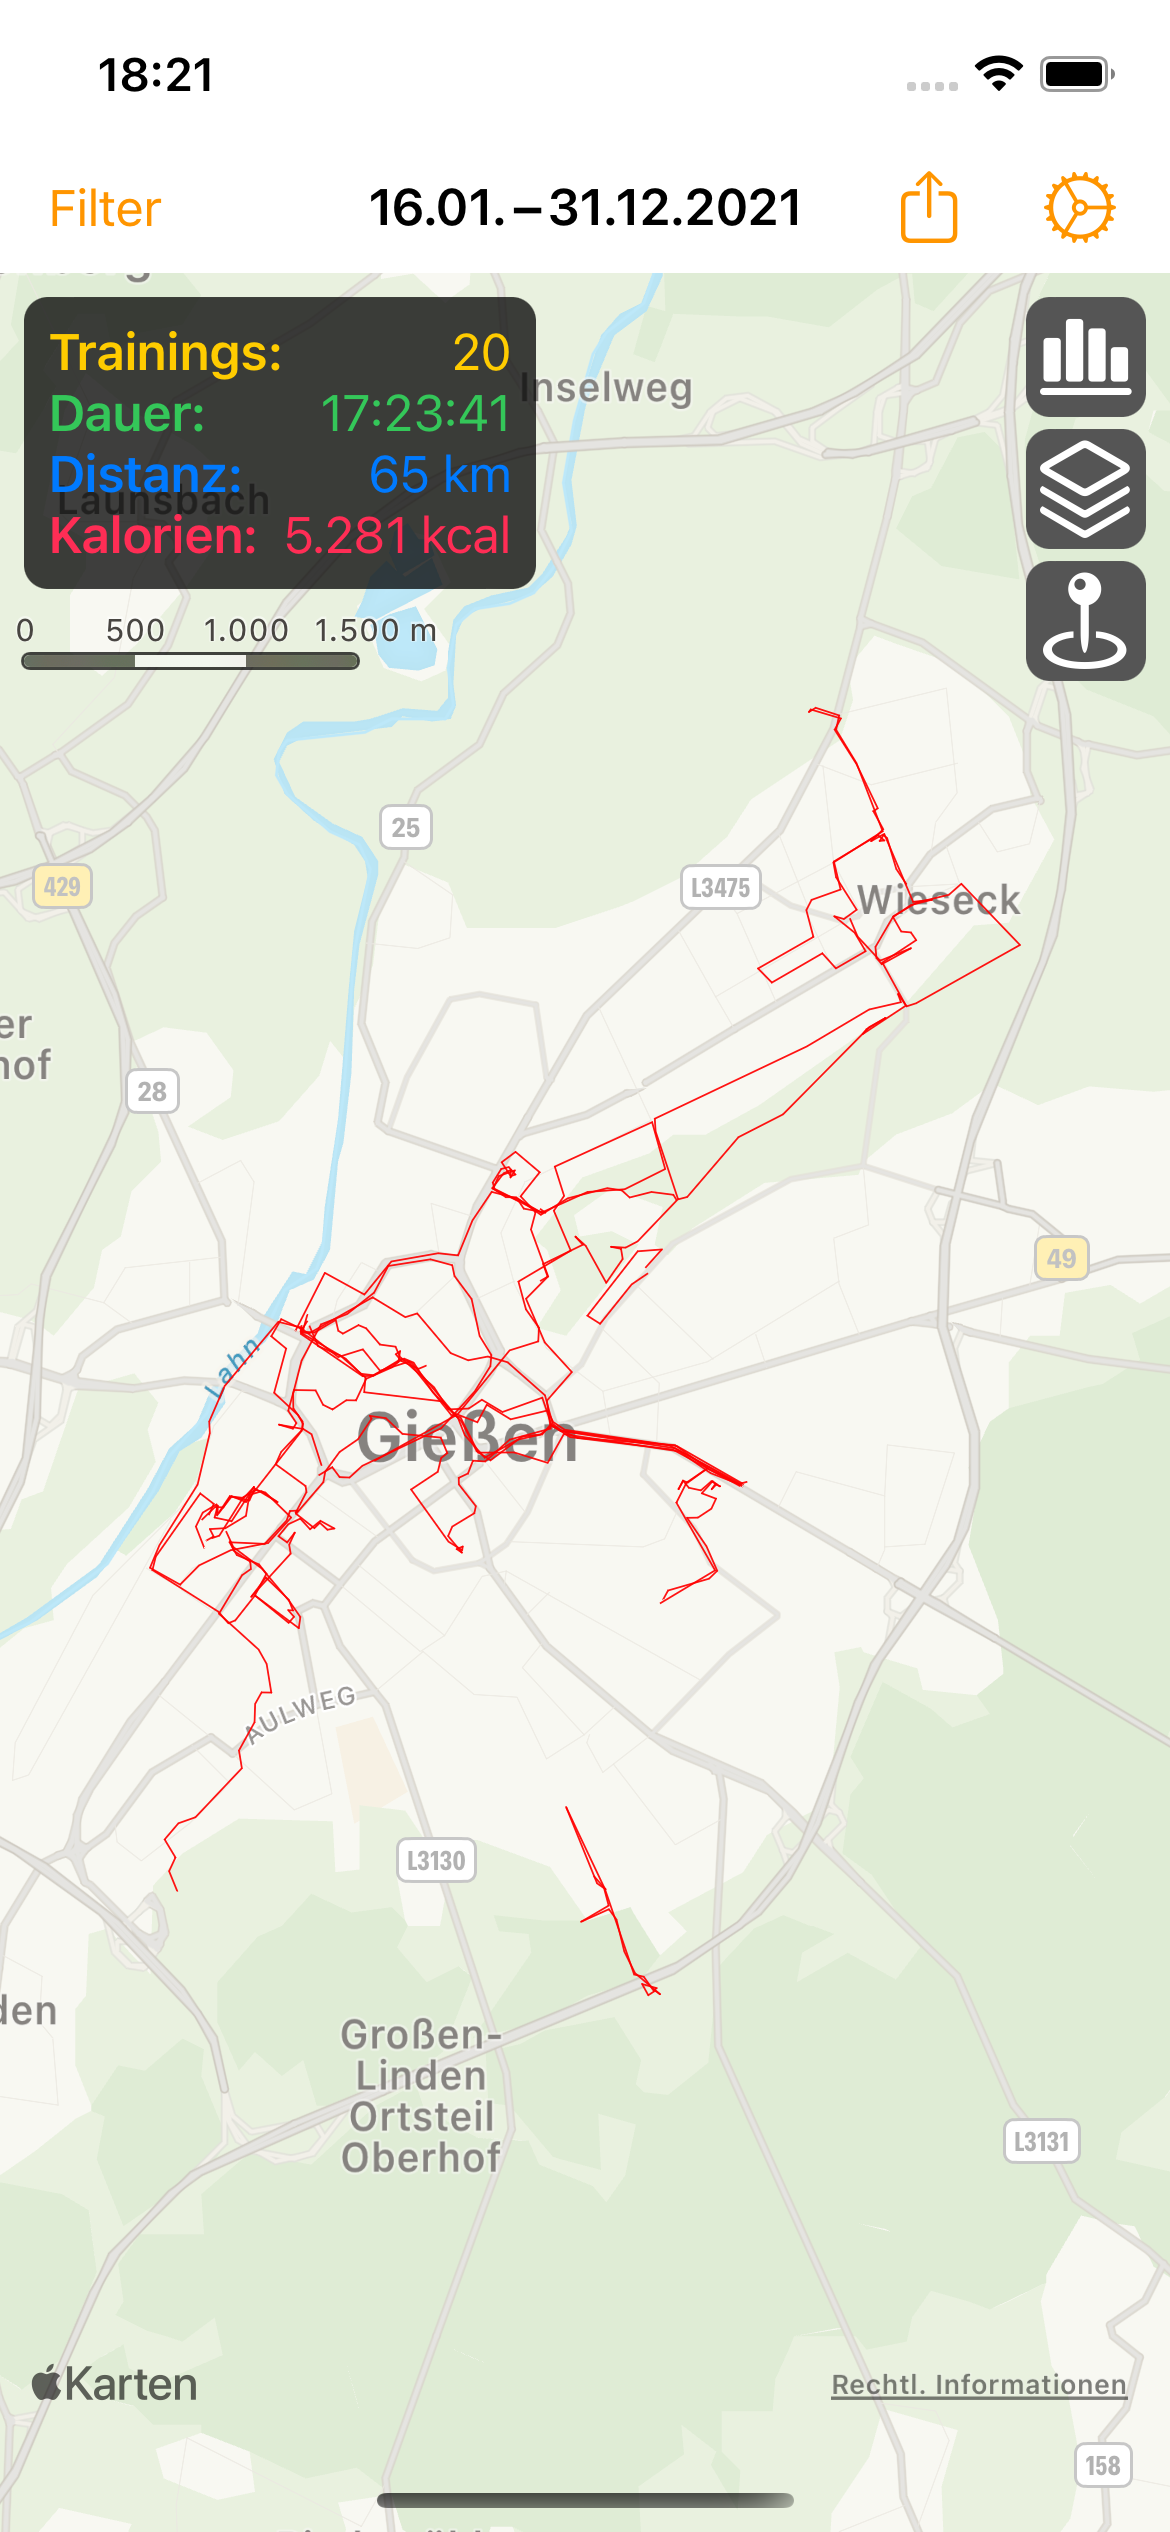 18:21
Filter
16.01. – 31.12.2021
Trainings: 20
Dauer: 17:23:41
Distanz: 65 km
Kalorien: 5.281 kcal
Inselweg
Launsbach
0 500 1.000 1.500 m
25
429
L3475
Wieseck
er
hof
28
49
Lahn
Gießen
AULWEG
L3130
den
Großen-
Linden
Ortsteil
Oberhof
L3131
Karten
Rechtl. Informationen
158